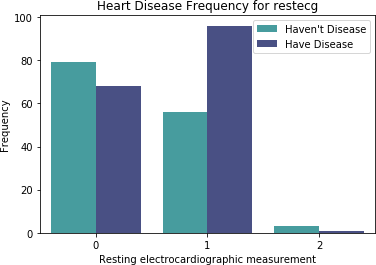 Heart Disease Frequency for restecg
100
80
60
40
20
0
Frequency
Haven't Disease
Have Disease
0 1 2
Resting electrocardiographic measurement